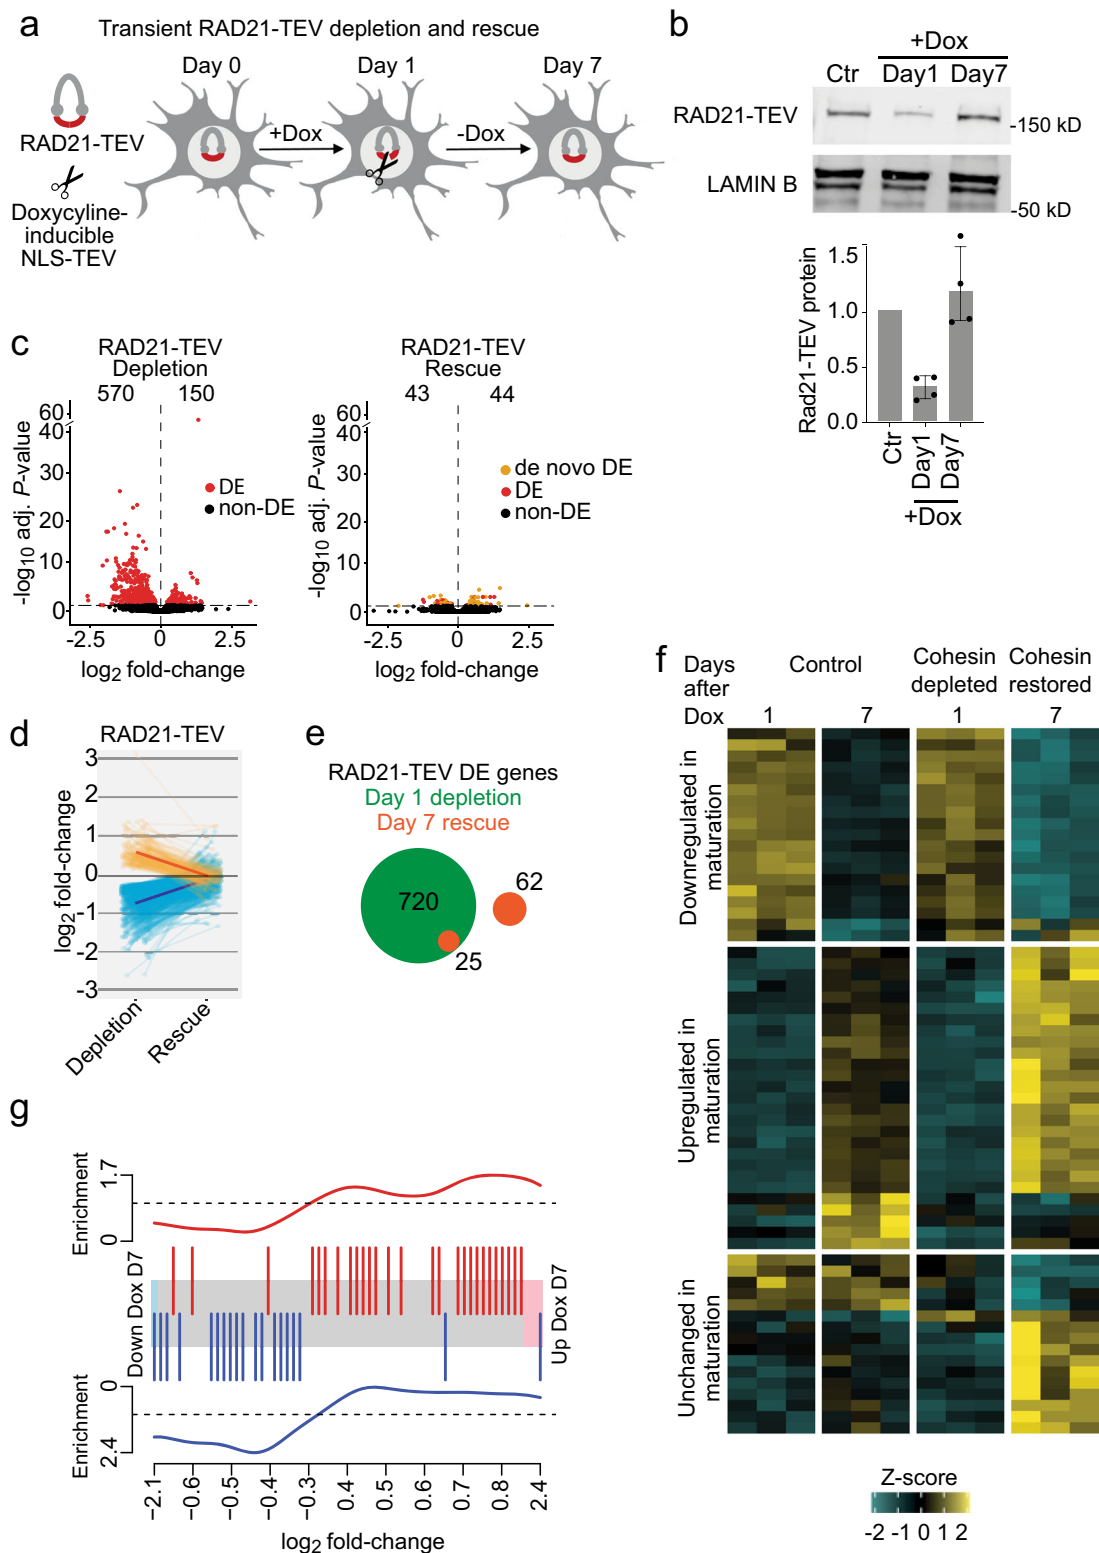 a
Transient RAD21-TEV depletion and rescue
Day 0
Day 1
Day 7
+Dox
-Dox
RAD21-TEV
Doxycyline-
inducible
NLS-TEV
b
+Dox
Ctr
Day1
Day7
RAD21-TEV
-150 kD
LAMIN B
-50 kD
Rad21-TEV protein
1.5
1.0
0.5
0.0
Ctr
Day1
Day7
+Dox
c
RAD21-TEV
Depletion
570
150
-log10 adj. P-value
60
40
30
20
10
0
DE
non-DE
-2.5
0
2.5
log2 fold-change
RAD21-TEV
Rescue
43
44
-log10 adj. P-value
60
40
30
20
10
0
de novo DE
DE
non-DE
-2.5
0
2.5
log2 fold-change
d
RAD21-TEV
log2 fold-change
3
2
1
0
-1
-2
-3
Depletion
Rescue
e
RAD21-TEV DE genes
Day 1 depletion
Day 7 rescue
720
62
25
f
Days
after
Dox
Control
Cohesin
depleted
Cohesin
restored
1
7
1
7
Downregulated in
maturation
Upregulated in
maturation
Unchanged in
maturation
Z-score
-2 -1 0 1 2
g
Enrichment
1.7
0
Down Dox D7
Up Dox D7
Enrichment
0
2.4
−2.1
−0.6
−0.5
−0.4
−0.3
0.4
0.4
0.6
0.7
0.8
2.4
log2 fold-change